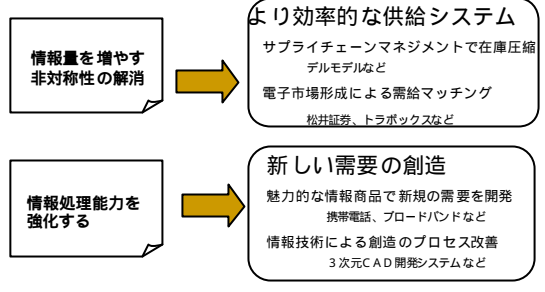 情報量を増やす
非対称性の解消
より効率的な供給システム
サプライチェーンマネジメントで在庫圧縮
デルモデルなど
電子市場形成による需給マッチング
松井証券、トラボックスなど
情報処理能力を
強化する
新しい需要の創造
魅力的な情報商品で新規の需要を開発
携帯電話、ブロードバンドなど
情報技術による創造のプロセス改善
3次元CAD開発システムなど